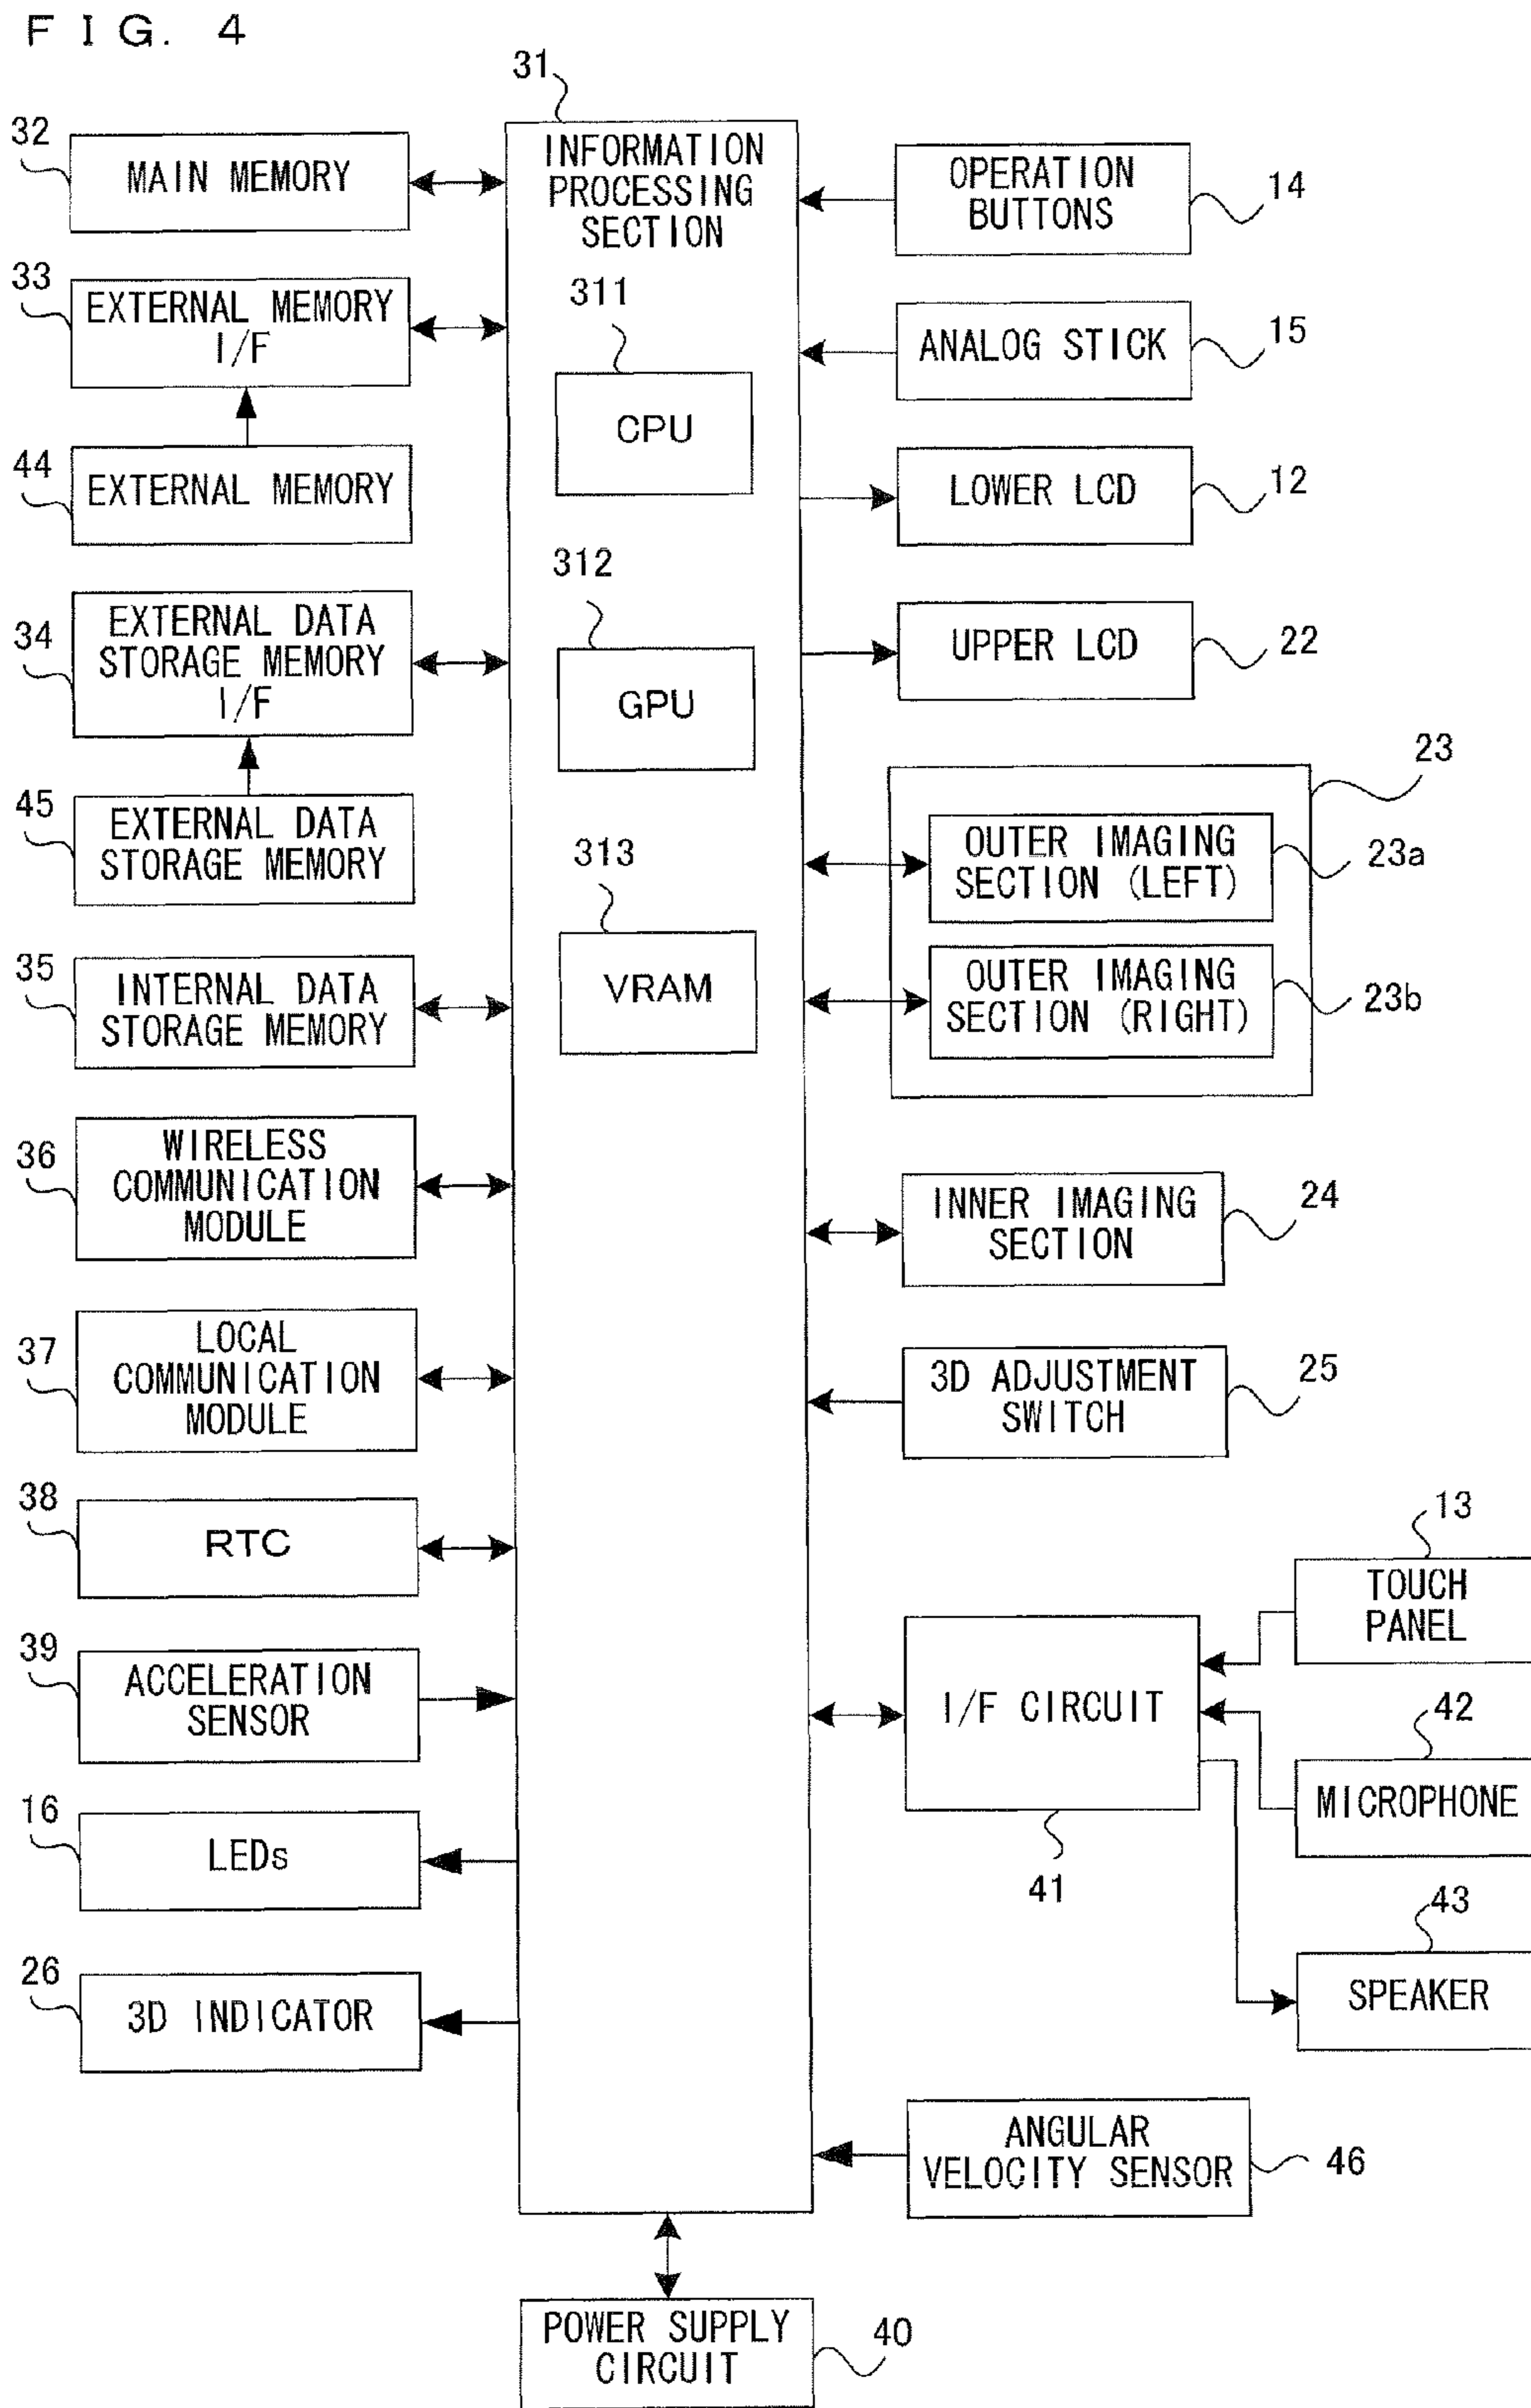 FIG. 4
31
INFORMATION
PROCESSING
SECTION
311
CPU
312
GPU
313
VRAM
32
MAIN MEMORY
33
EXTERNAL MEMORY
I/F
44
EXTERNAL MEMORY
34
EXTERNAL DATA
STORAGE MEMORY
I/F
45
EXTERNAL DATA
STORAGE MEMORY
35
INTERNAL DATA
STORAGE MEMORY
36
WIRELESS
COMMUNICATION
MODULE
37
LOCAL
COMMUNICATION
MODULE
38
RTC
39
ACCELERATION
SENSOR
16
LEDs
26
3D INDICATOR
OPERATION
BUTTONS
14
ANALOG STICK
15
LOWER LCD
12
UPPER LCD
22
23
OUTER IMAGING
SECTION (LEFT)
23a
OUTER IMAGING
SECTION (RIGHT)
23b
INNER IMAGING
SECTION
24
3D ADJUSTMENT
SWITCH
25
13
TOUCH
PANEL
I/F CIRCUIT
41
42
MICROPHONE
43
SPEAKER
ANGULAR
VELOCITY SENSOR
46
POWER SUPPLY
CIRCUIT
40